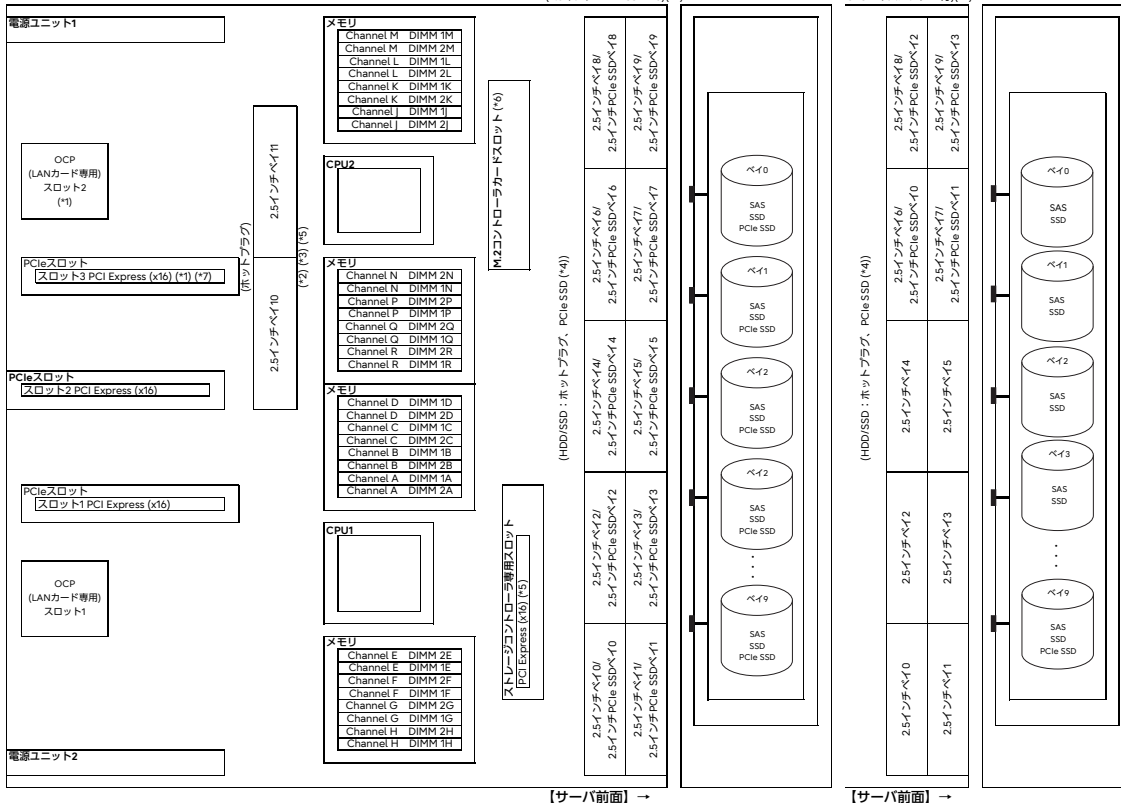 電源ユニット1
OCP
(LANカード専用)
スロット2
(*1)
PCIeスロット
スロット3 PCI Express (x16) (*1) (*7)
PCIeスロット
スロット2 PCI Express (x16)
PCIeスロット
スロット1 PCI Express (x16)
OCP
(LANカード専用)
スロット1
電源ユニット2
(ホットプラグ)
2.5インチベイ11
2.5インチベイ10
(*2) (*3) (*5)
メモリ
Channel M DIMM 1M
Channel M DIMM 2M
Channel L DIMM 1L
Channel L DIMM 2L
Channel K DIMM 1K
Channel K DIMM 2K
Channel J DIMM 1J
Channel J DIMM 2J
CPU2
メモリ
Channel N DIMM 2N
Channel N DIMM 1N
Channel P DIMM 2P
Channel P DIMM 1P
Channel Q DIMM 2Q
Channel Q DIMM 1Q
Channel R DIMM 2R
Channel R DIMM 1R
メモリ
Channel D DIMM 1D
Channel D DIMM 2D
Channel C DIMM 1C
Channel C DIMM 2C
Channel B DIMM 1B
Channel B DIMM 2B
Channel A DIMM 1A
Channel A DIMM 2A
CPU1
メモリ
Channel E DIMM 2E
Channel E DIMM 1E
Channel F DIMM 2F
Channel F DIMM 1F
Channel G DIMM 2G
Channel G DIMM 1G
Channel H DIMM 2H
Channel H DIMM 1H
M.2コントローラカードスロット (*6)
ストレージコントローラ専用スロット
PCI Express (x16) (*5)
(HDD/SSD：ホットプラグ、PCIe SSD (*4))
2.5インチベイ8/
2.5インチPCIe SSDベイ8
2.5インチベイ9/
2.5インチPCIe SSDベイ9
2.5インチベイ6/
2.5インチPCIe SSDベイ6
2.5インチベイ7/
2.5インチPCIe SSDベイ7
2.5インチベイ4/
2.5インチPCIe SSDベイ4
2.5インチベイ5/
2.5インチPCIe SSDベイ5
2.5インチベイ2/
2.5インチPCIe SSDベイ2
2.5インチベイ3/
2.5インチPCIe SSDベイ3
2.5インチベイ0/
2.5インチPCIe SSDベイ0
2.5インチベイ1/
2.5インチPCIe SSDベイ1
【サーバ前面】→
ベイ0
SAS
SSD
PCIe SSD
ベイ1
SAS
SSD
PCIe SSD
ベイ2
SAS
SSD
PCIe SSD
ベイ2
SAS
SSD
PCIe SSD
ベイ9
SAS
SSD
PCIe SSD
(HDD/SSD：ホットプラグ、PCIe SSD (*4))
2.5インチベイ8/
2.5インチPCIe SSDベイ2
2.5インチベイ9/
2.5インチPCIe SSDベイ3
2.5インチベイ6/
2.5インチPCIe SSDベイ0
2.5インチベイ7/
2.5インチPCIe SSDベイ1
2.5インチベイ4
2.5インチベイ5
2.5インチベイ2
2.5インチベイ3
2.5インチベイ0
2.5インチベイ1
【サーバ前面】→
ベイ0
SAS
SSD
ベイ1
SAS
SSD
ベイ2
SAS
SSD
ベイ3
SAS
SSD
ベイ9
SAS
SSD
PCIe SSD